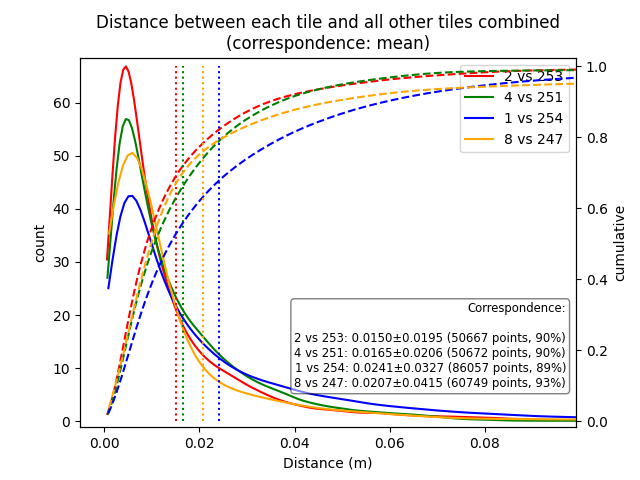 Distance between each tile and all other tiles combined
(correspondence: mean)
2 vs 253
4 vs 251
1 vs 254
8 vs 247
Correspondence:
2 vs 253: 0.0150±0.0195 (50667 points, 90%)
4 vs 251: 0.0165±0.0206 (50672 points, 90%)
1 vs 254: 0.0241±0.0327 (86057 points, 89%)
8 vs 247: 0.0207±0.0415 (60749 points, 93%)
count
60
50
40
30
20
10
0
cumulative
1.0
0.8
0.6
0.4
0.2
0.0
0.00 0.02 0.04 0.06 0.08
Distance (m)